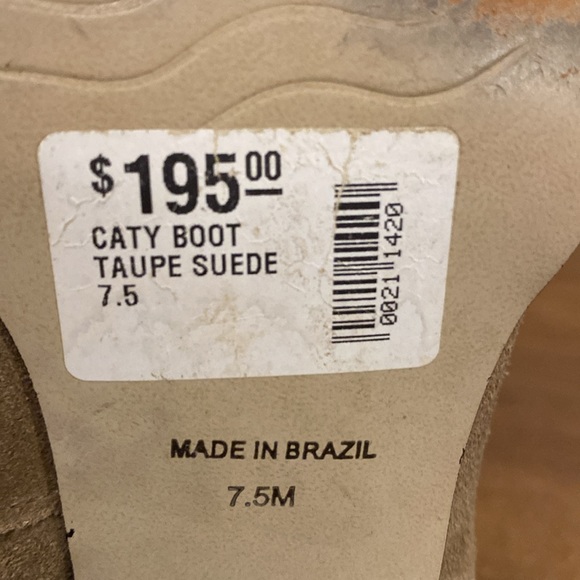 $195.00
CATY BOOT
TAUPE SUEDE
7.5
0021 1420
MADE IN BRAZIL
7.5M